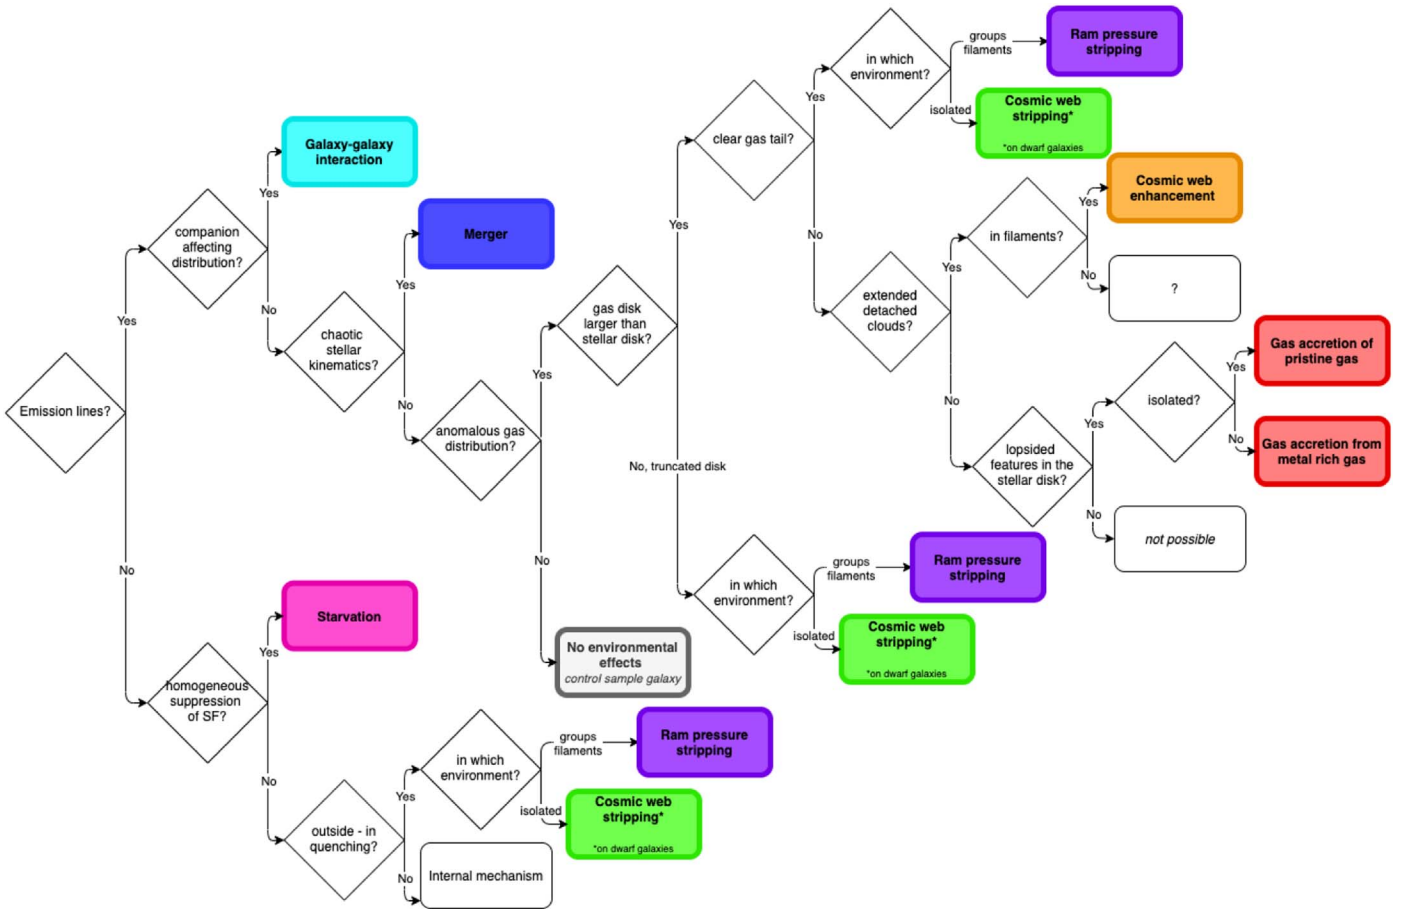 in which
environment?
groups
filaments
Ram pressure
stripping
isolated
Cosmic web
stripping*
*on dwarf galaxies
Yes
clear gas tail?
No
Yes
Galaxy-galaxy
interaction
Yes
companion
affecting
distribution?
No
Merger
Yes
chaotic
stellar
kinematics?
No
Yes
Emission lines?
No
anomalous gas
distribution?
Yes
No
gas disk
larger than
stellar disk?
No, truncated disk
extended
detached
clouds?
Yes
No
in filaments?
Yes
No
Cosmic web
enhancement
?
lopsided
features in the
stellar disk?
Yes
No
isolated?
Yes
No
Gas accretion of
pristine gas
Gas accretion from
metal rich gas
not possible
in which
environment?
groups
filaments
Ram pressure
stripping
isolated
Cosmic web
stripping*
*on dwarf galaxies
No environmental
effects
control sample galaxy
Starvation
Yes
homogeneous
suppression
of SF?
No
outside - in
quenching?
Yes
No
Internal mechanism
in which
environment?
groups
filaments
Ram pressure
stripping
isolated
Cosmic web
stripping*
*on dwarf galaxies